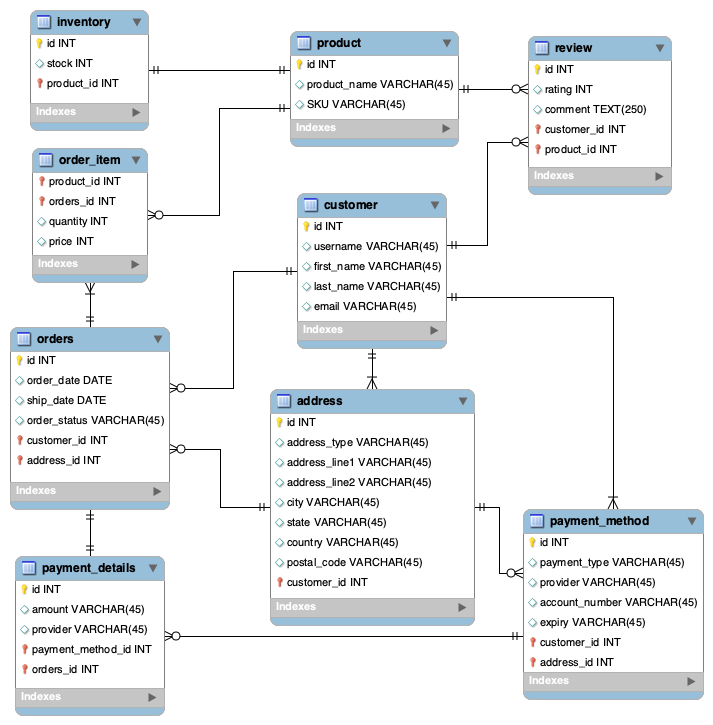 inventory
id INT
stock INT
product_id INT
Indexes
product
id INT
product_name VARCHAR(45)
SKU VARCHAR(45)
Indexes
review
id INT
rating INT
comment TEXT(250)
customer_id INT
product_id INT
Indexes
order_item
product_id INT
orders_id INT
quantity INT
price INT
Indexes
customer
id INT
username VARCHAR(45)
first_name VARCHAR(45)
last_name VARCHAR(45)
email VARCHAR(45)
Indexes
orders
id INT
order_date DATE
ship_date DATE
order_status VARCHAR(45)
customer_id INT
address_id INT
Indexes
address
id INT
address_type VARCHAR(45)
address_line1 VARCHAR(45)
address_line2 VARCHAR(45)
city VARCHAR(45)
state VARCHAR(45)
country VARCHAR(45)
postal_code VARCHAR(45)
customer_id INT
Indexes
payment_method
id INT
payment_type VARCHAR(45)
provider VARCHAR(45)
account_number VARCHAR(45)
expiry VARCHAR(45)
customer_id INT
address_id INT
Indexes
payment_details
id INT
amount VARCHAR(45)
provider VARCHAR(45)
payment_method_id INT
orders_id INT
Indexes